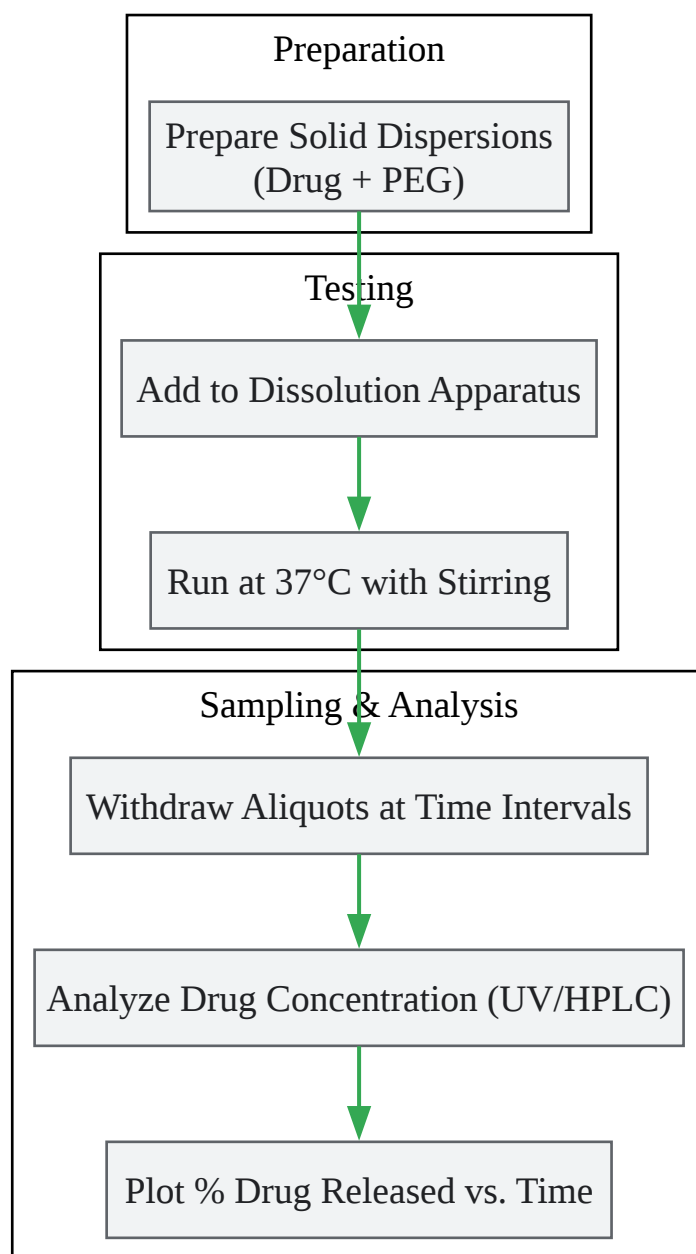 Preparation
Prepare Solid Dispersions
(Drug + PEG)
Testing
Add to Dissolution Apparatus
Run at 37°C with Stirring
Sampling & Analysis
Withdraw Aliquots at Time Intervals
Analyze Drug Concentration (UV/HPLC)
Plot % Drug Released vs. Time